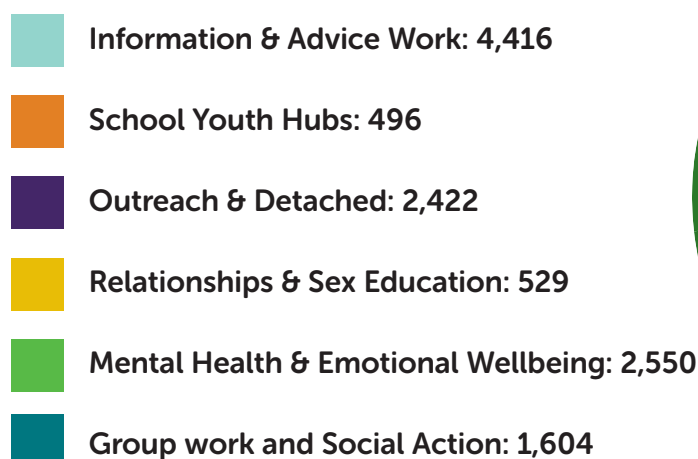 Information & Advice Work: 4,416
School Youth Hubs: 496
Outreach & Detached: 2,422
Relationships & Sex Education: 529
Mental Health & Emotional Wellbeing: 2,550
Group work and Social Action: 1,604